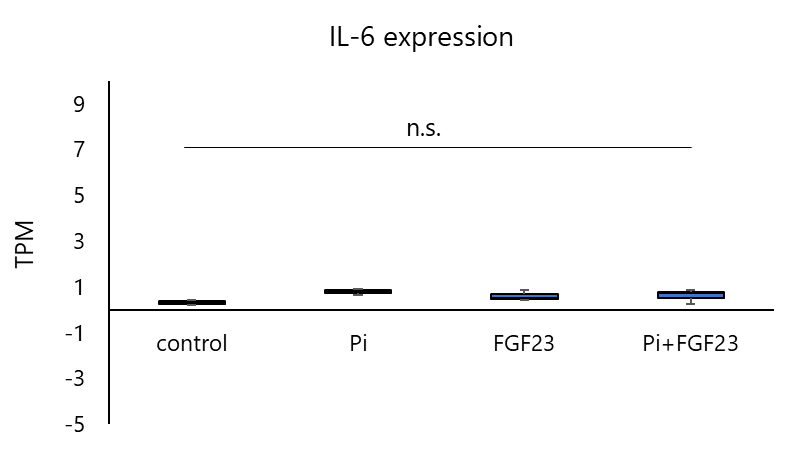 IL-6 expression
9
7
n.s.
5
3
TPM
1
-1
control
Pi
FGF23
Pi+FGF23
-3
-5